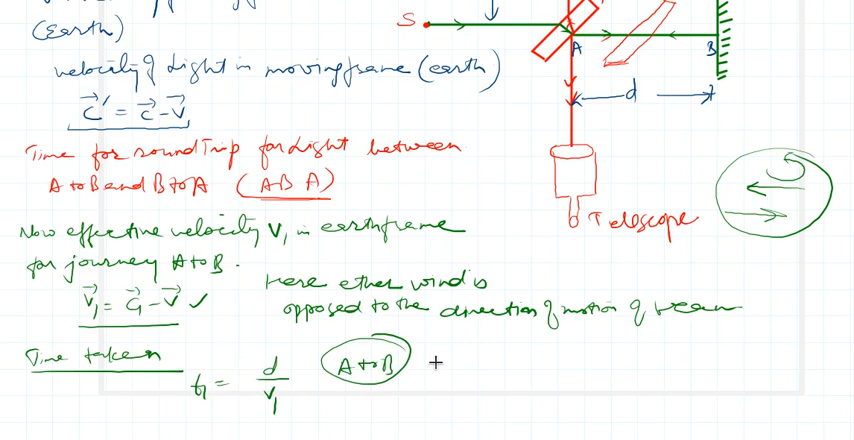 (Earth)
velocity of Light in moving frame (earth)
c⃗' = c⃗ - v⃗
Time for round Trip for Light between
A to B and B to A (A B A)
Now effective velocity V₁ in earth frame
for journey A to B.
V⃗₁ = c⃗₁ - v⃗ ✓
Here ether wind is
opposed to the direction of motion of beam
Time taken
t₁ = d / V₁
A to B
S
A
B
d
Telescope